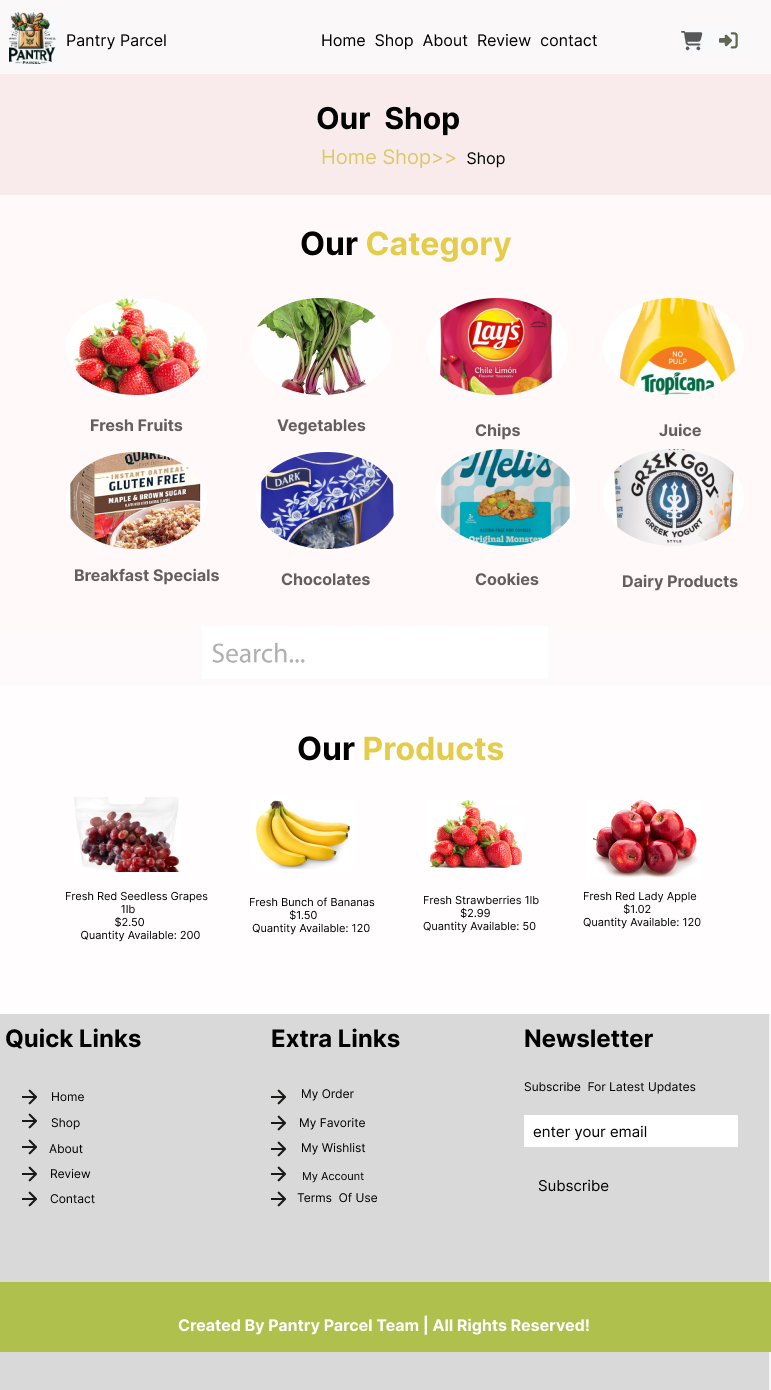 PANTRY
PARCEL
Pantry Parcel
Home Shop About Review contact
Our Shop
Home Shop>> Shop
Our Category
Lay's
Chile Limón
NO
PULP
Tropicana
Fresh Fruits
Vegetables
Chips
Juice
QUAKER
INSTANT OATMEAL
GLUTEN FREE
MAPLE & BROWN SUGAR
DARK
Meli's
Original Monster
GREEK GODS
GREEK YOGURT
STYLE
Breakfast Specials
Chocolates
Cookies
Dairy Products
Search...
Our Products
Fresh Red Seedless Grapes
1lb
$2.50
Quantity Available: 200
Fresh Bunch of Bananas
$1.50
Quantity Available: 120
Fresh Strawberries 1lb
$2.99
Quantity Available: 50
Fresh Red Lady Apple
$1.02
Quantity Available: 120
Quick Links
Home
Shop
About
Review
Contact
Extra Links
My Order
My Favorite
My Wishlist
My Account
Terms Of Use
Newsletter
Subscribe For Latest Updates
enter your email
Subscribe
Created By Pantry Parcel Team | All Rights Reserved!